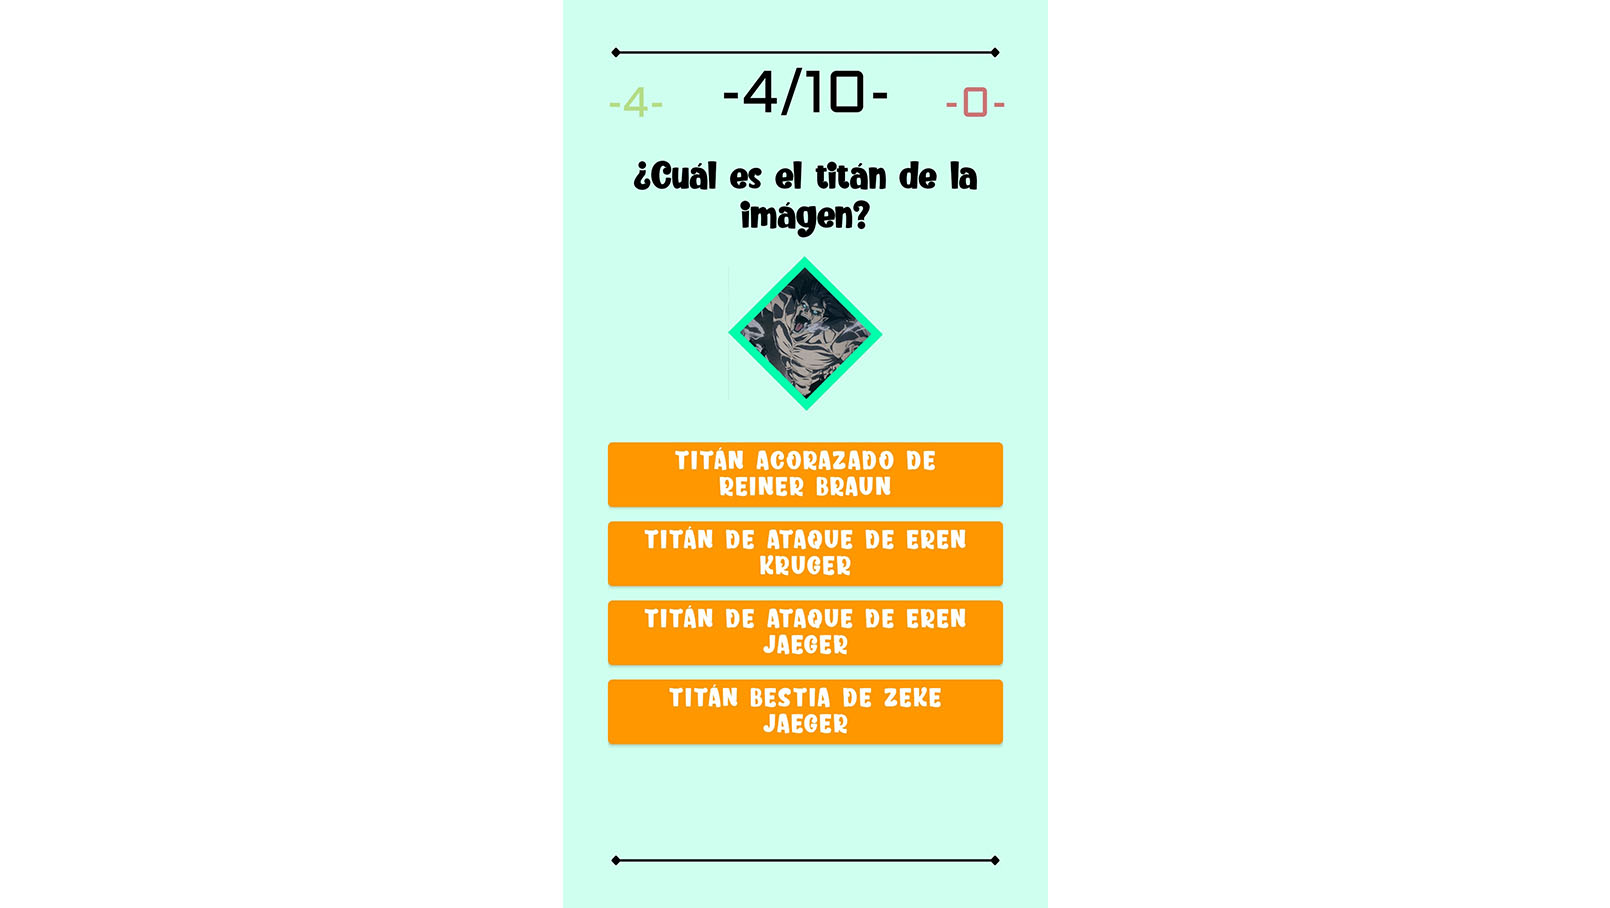 -4- -4/10- -0-
¿Cuál es el titán de la
imágen?
TITÁN ACORAZADO DE
REINER BRAUN
TITÁN DE ATAQUE DE EREN
KRUGER
TITÁN DE ATAQUE DE EREN
JAEGER
TITÁN BESTIA DE ZEKE
JAEGER